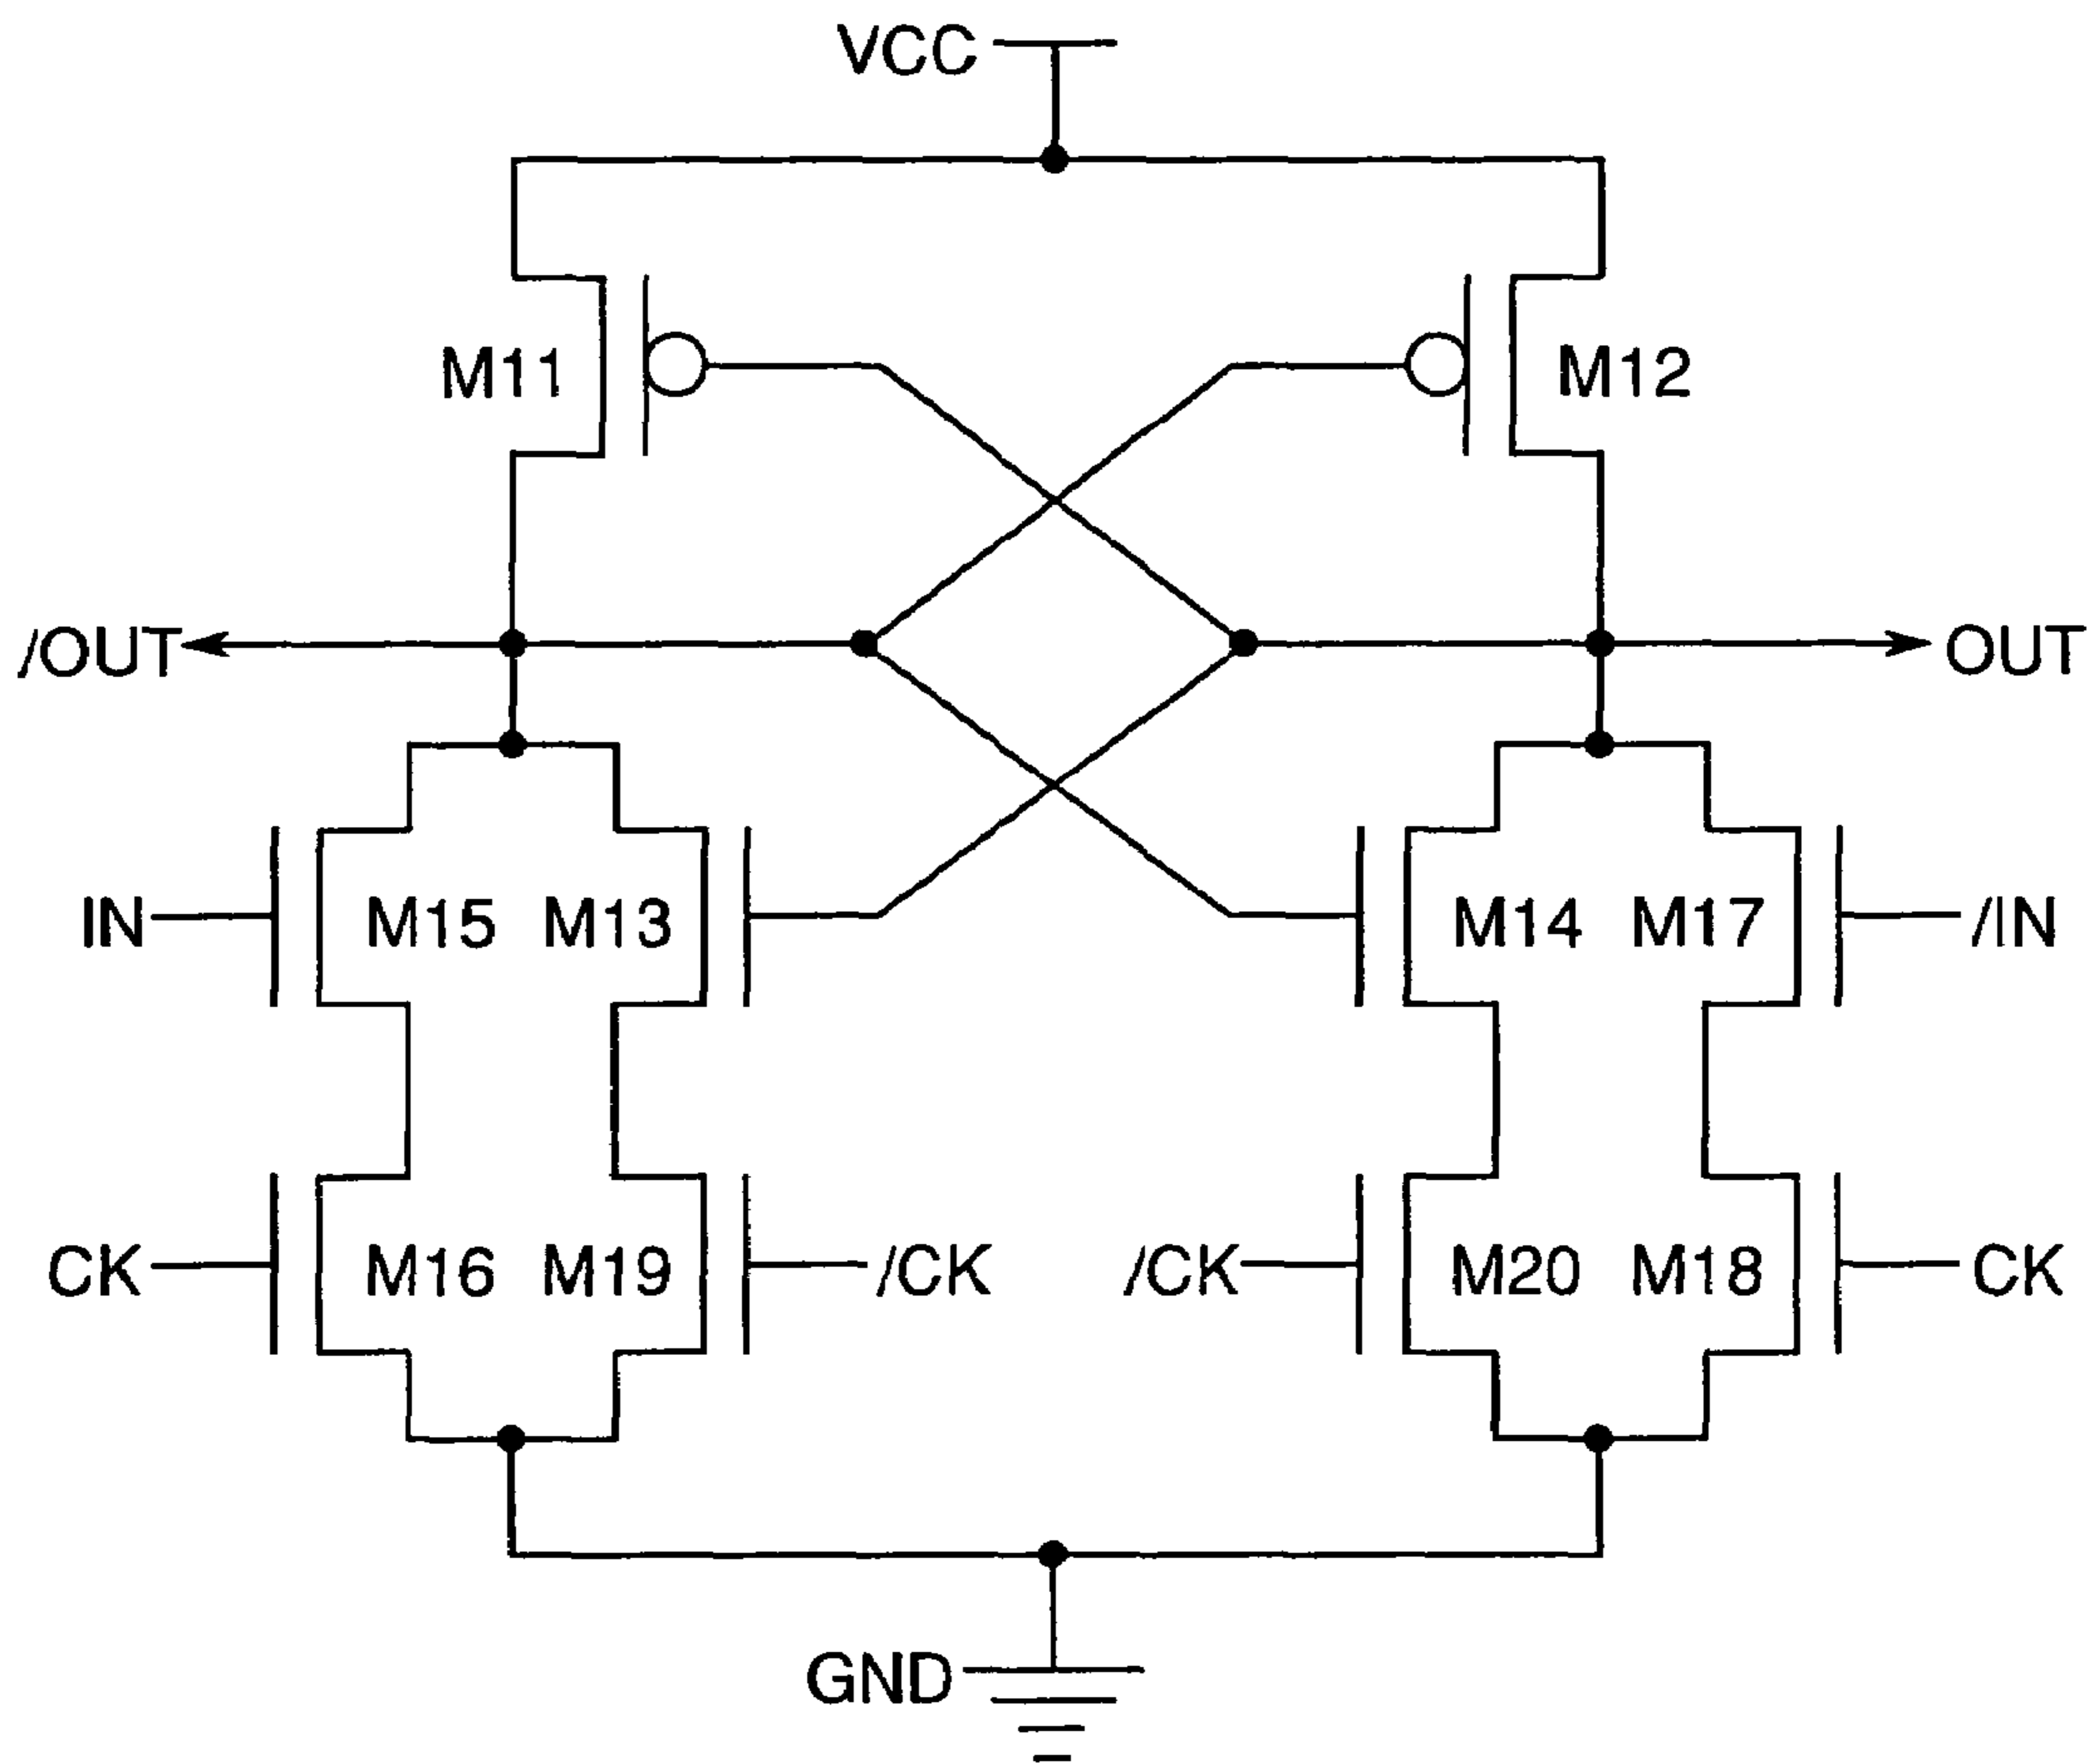 VCC
M11 M12
/OUT OUT
IN M15 M13 M14 M17 /IN
CK M16 M19 /CK /CK M20 M18 CK
GND